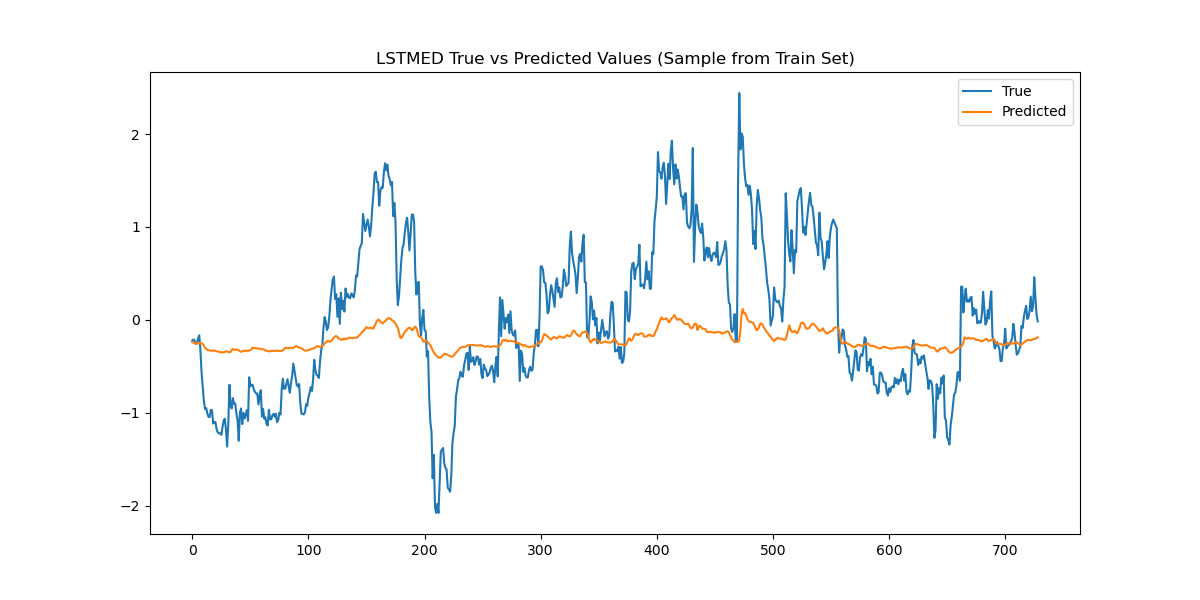 LSTMED True vs Predicted Values (Sample from Train Set)
True
Predicted
2
1
0
−1
−2
0 100 200 300 400 500 600 700